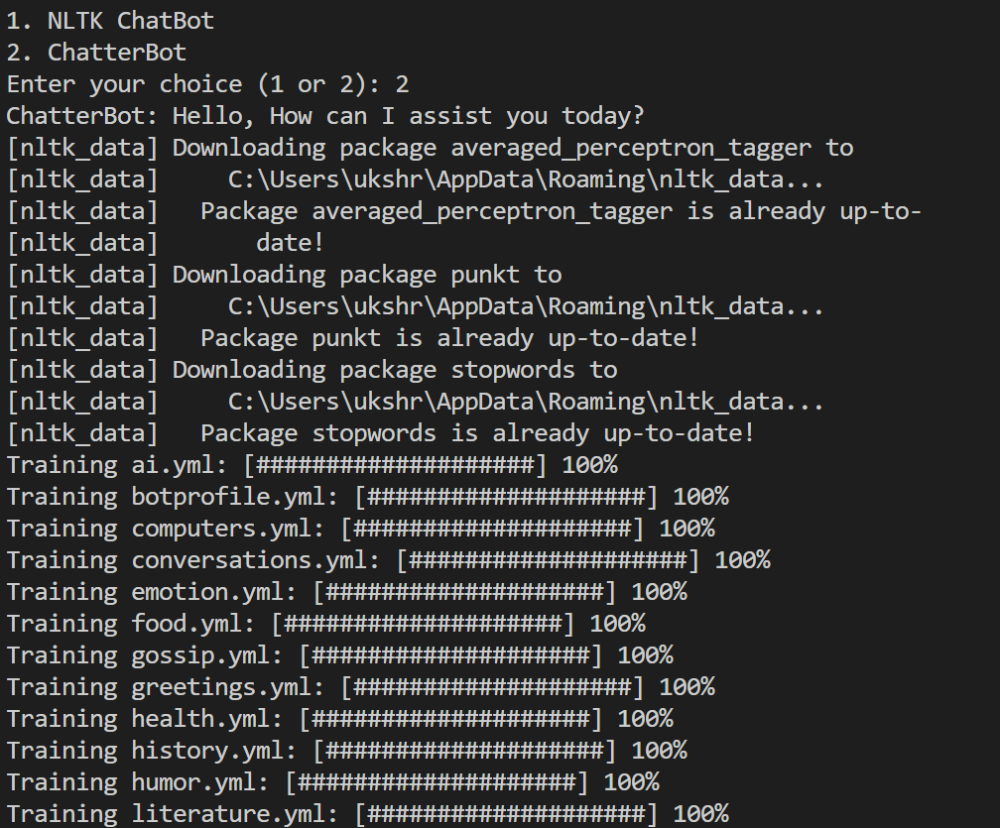 1. NLTK ChatBot
2. ChatterBot
Enter your choice (1 or 2): 2
ChatterBot: Hello, How can I assist you today?
[nltk_data] Downloading package averaged_perceptron_tagger to
[nltk_data]     C:\Users\ukshr\AppData\Roaming\nltk_data...
[nltk_data]   Package averaged_perceptron_tagger is already up-to-
[nltk_data]       date!
[nltk_data] Downloading package punkt to
[nltk_data]     C:\Users\ukshr\AppData\Roaming\nltk_data...
[nltk_data]   Package punkt is already up-to-date!
[nltk_data] Downloading package stopwords to
[nltk_data]     C:\Users\ukshr\AppData\Roaming\nltk_data...
[nltk_data]   Package stopwords is already up-to-date!
Training ai.yml: [####################] 100%
Training botprofile.yml: [####################] 100%
Training computers.yml: [####################] 100%
Training conversations.yml: [####################] 100%
Training emotion.yml: [####################] 100%
Training food.yml: [####################] 100%
Training gossip.yml: [####################] 100%
Training greetings.yml: [####################] 100%
Training health.yml: [####################] 100%
Training history.yml: [####################] 100%
Training humor.yml: [####################] 100%
Training literature.yml: [####################] 100%